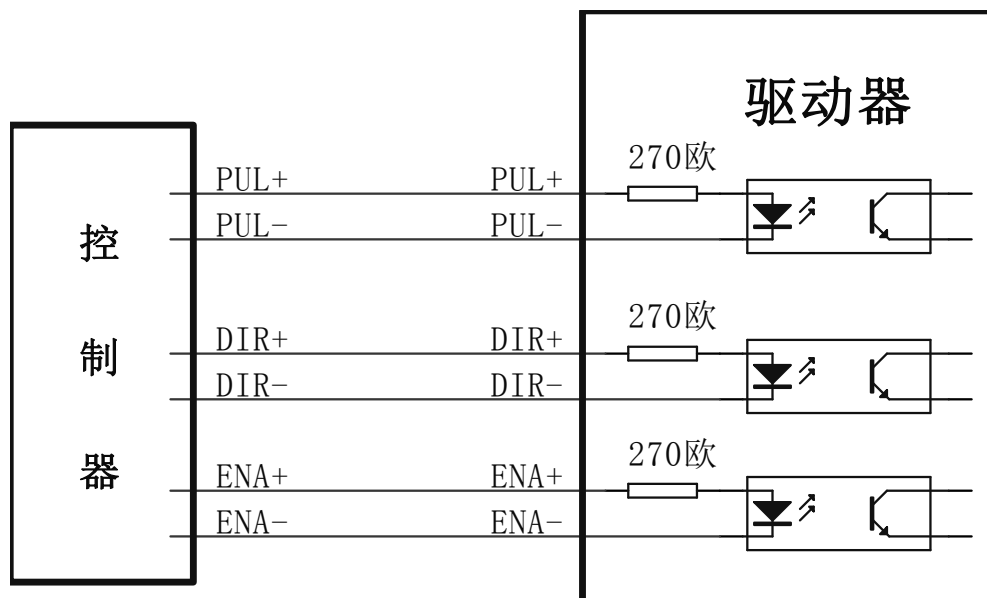 驱动器
控制器
270欧
PUL+ PUL+
PUL- PUL-
270欧
DIR+ DIR+
DIR- DIR-
270欧
ENA+ ENA+
ENA- ENA-